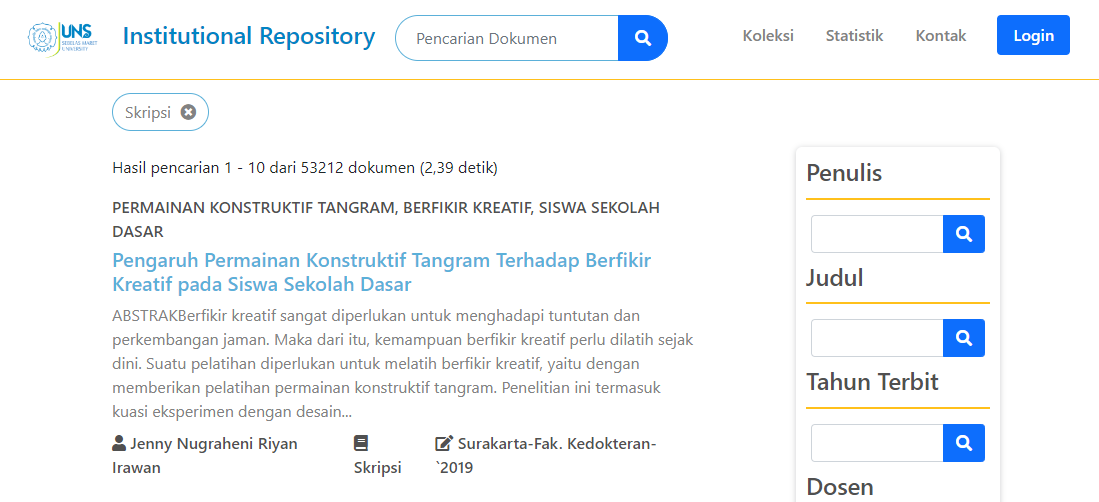 UNS
SEBELAS MARET
UNIVERSITY
Institutional Repository
Pencarian Dokumen
Koleksi
Statistik
Kontak
Login
Skripsi
Hasil pencarian 1 - 10 dari 53212 dokumen (2,39 detik)
PERMAINAN KONSTRUKTIF TANGRAM, BERFIKIR KREATIF, SISWA SEKOLAH
DASAR
Pengaruh Permainan Konstruktif Tangram Terhadap Berfikir
Kreatif pada Siswa Sekolah Dasar
ABSTRAKBerfikir kreatif sangat diperlukan untuk menghadapi tuntutan dan
perkembangan jaman. Maka dari itu, kemampuan berfikir kreatif perlu dilatih sejak
dini. Suatu pelatihan diperlukan untuk melatih berfikir kreatif, yaitu dengan
memberikan pelatihan permainan konstruktif tangram. Penelitian ini termasuk
kuasi eksperimen dengan desain...
Jenny Nugraheni Riyan
Irawan
Skripsi
Surakarta-Fak. Kedokteran-
`2019
Penulis
Judul
Tahun Terbit
Dosen